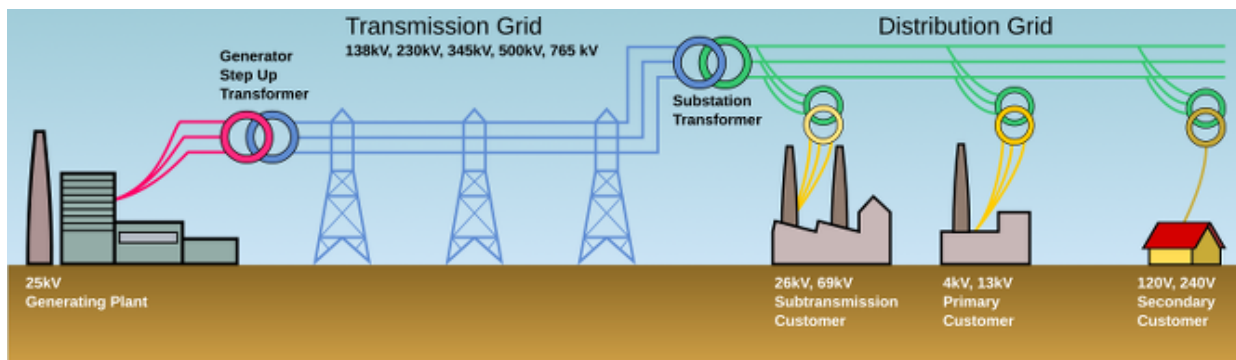 Transmission Grid
138kV, 230kV, 345kV, 500kV, 765 kV
Distribution Grid
Generator
Step Up
Transformer
Substation
Transformer
25kV
Generating Plant
26kV, 69kV
Subtransmission
Customer
4kV, 13kV
Primary
Customer
120V, 240V
Secondary
Customer